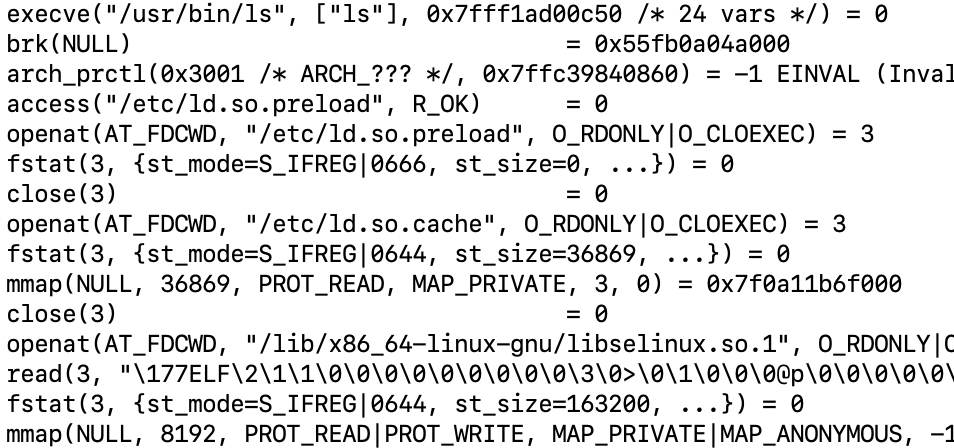 execve("/usr/bin/ls", ["ls"], 0x7fff1ad00c50 /* 24 vars */) = 0
brk(NULL)                               = 0x55fb0a04a000
arch_prctl(0x3001 /* ARCH_??? */, 0x7ffc39840860) = -1 EINVAL (Inval
access("/etc/ld.so.preload", R_OK)      = 0
openat(AT_FDCWD, "/etc/ld.so.preload", O_RDONLY|O_CLOEXEC) = 3
fstat(3, {st_mode=S_IFREG|0666, st_size=0, ...}) = 0
close(3)                                = 0
openat(AT_FDCWD, "/etc/ld.so.cache", O_RDONLY|O_CLOEXEC) = 3
fstat(3, {st_mode=S_IFREG|0644, st_size=36869, ...}) = 0
mmap(NULL, 36869, PROT_READ, MAP_PRIVATE, 3, 0) = 0x7f0a11b6f000
close(3)                                = 0
openat(AT_FDCWD, "/lib/x86_64-linux-gnu/libselinux.so.1", O_RDONLY|O
read(3, "\177ELF\2\1\1\0\0\0\0\0\0\0\0\0\3\0>\0\1\0\0\0@p\0\0\0\0\0\
fstat(3, {st_mode=S_IFREG|0644, st_size=163200, ...}) = 0
mmap(NULL, 8192, PROT_READ|PROT_WRITE, MAP_PRIVATE|MAP_ANONYMOUS, -1